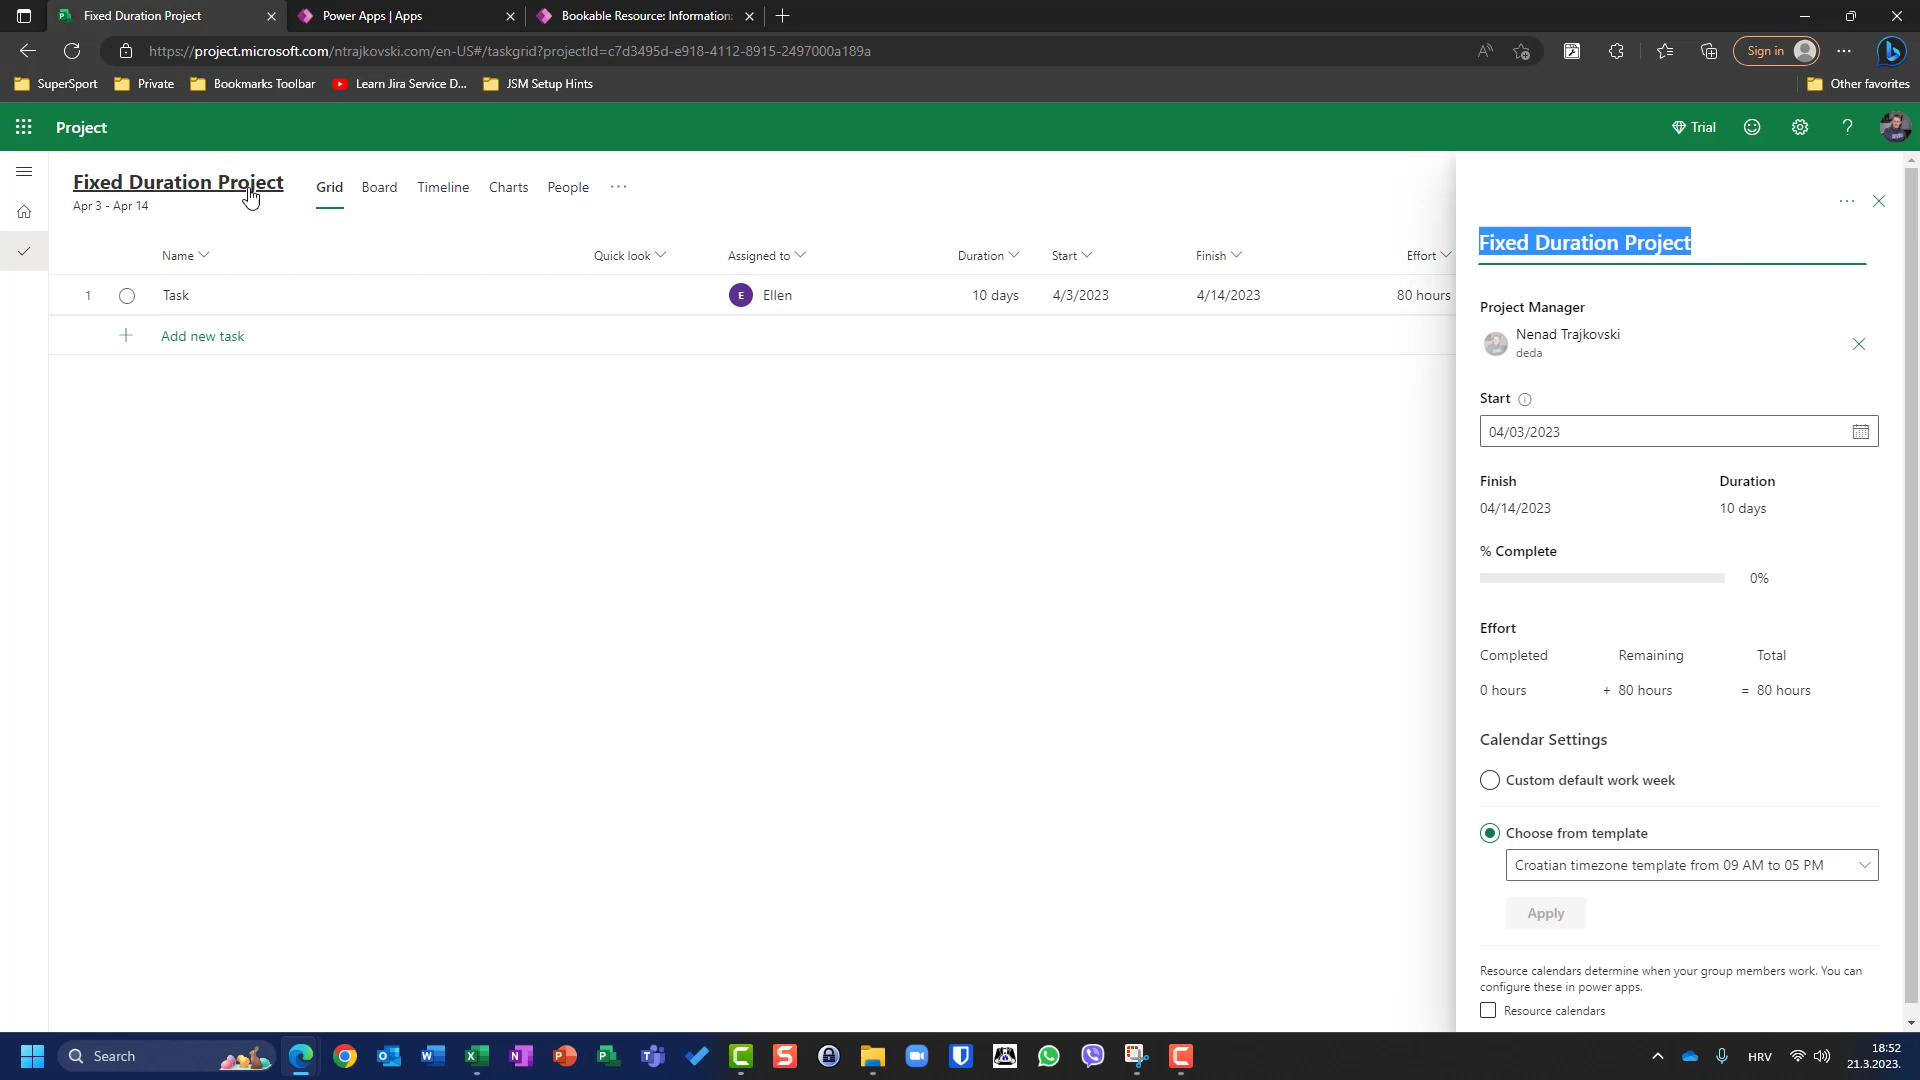 Fixed Duration Project
Power Apps | Apps
Bookable Resource: Information:
https://project.microsoft.com/ntrajkovski.com/en-US#/taskgrid?projectId=c7d3495d-e918-4112-8915-2497000a189a
Sign in
SuperSport
Private
Bookmarks Toolbar
Learn Jira Service D...
JSM Setup Hints
Other favorites
Project
Trial
Fixed Duration Project
Apr 3 - Apr 14
Grid
Board
Timeline
Charts
People
Name
Quick look
Assigned to
Duration
Start
Finish
Effort
1
Task
E
Ellen
10 days
4/3/2023
4/14/2023
80 hours
Add new task
Fixed Duration Project
Project Manager
Nenad Trajkovski
deda
Start
04/03/2023
Finish
Duration
04/14/2023
10 days
% Complete
0%
Effort
Completed
Remaining
Total
0 hours
+ 80 hours
= 80 hours
Calendar Settings
Custom default work week
Choose from template
Croatian timezone template from 09 AM to 05 PM
Apply
Resource calendars determine when your group members work. You can
configure these in power apps.
Resource calendars
Search
HRV
18:52
21.3.2023.